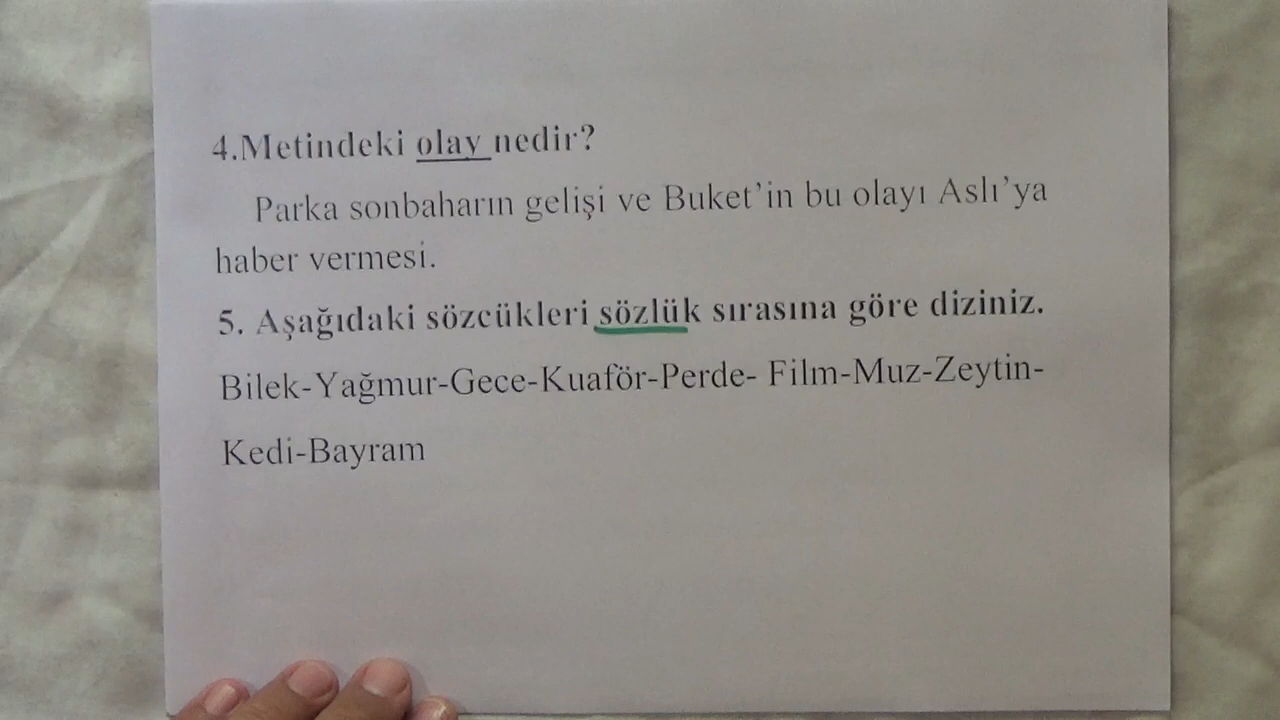 4.Metindeki olay nedir?
Parka sonbaharın gelişi ve Buket'in bu olayı Aslı'ya
haber vermesi.
5. Aşağıdaki sözcükleri sözlük sırasına göre diziniz.
Bilek-Yağmur-Gece-Kuaför-Perde- Film-Muz-Zeytin-
Kedi-Bayram